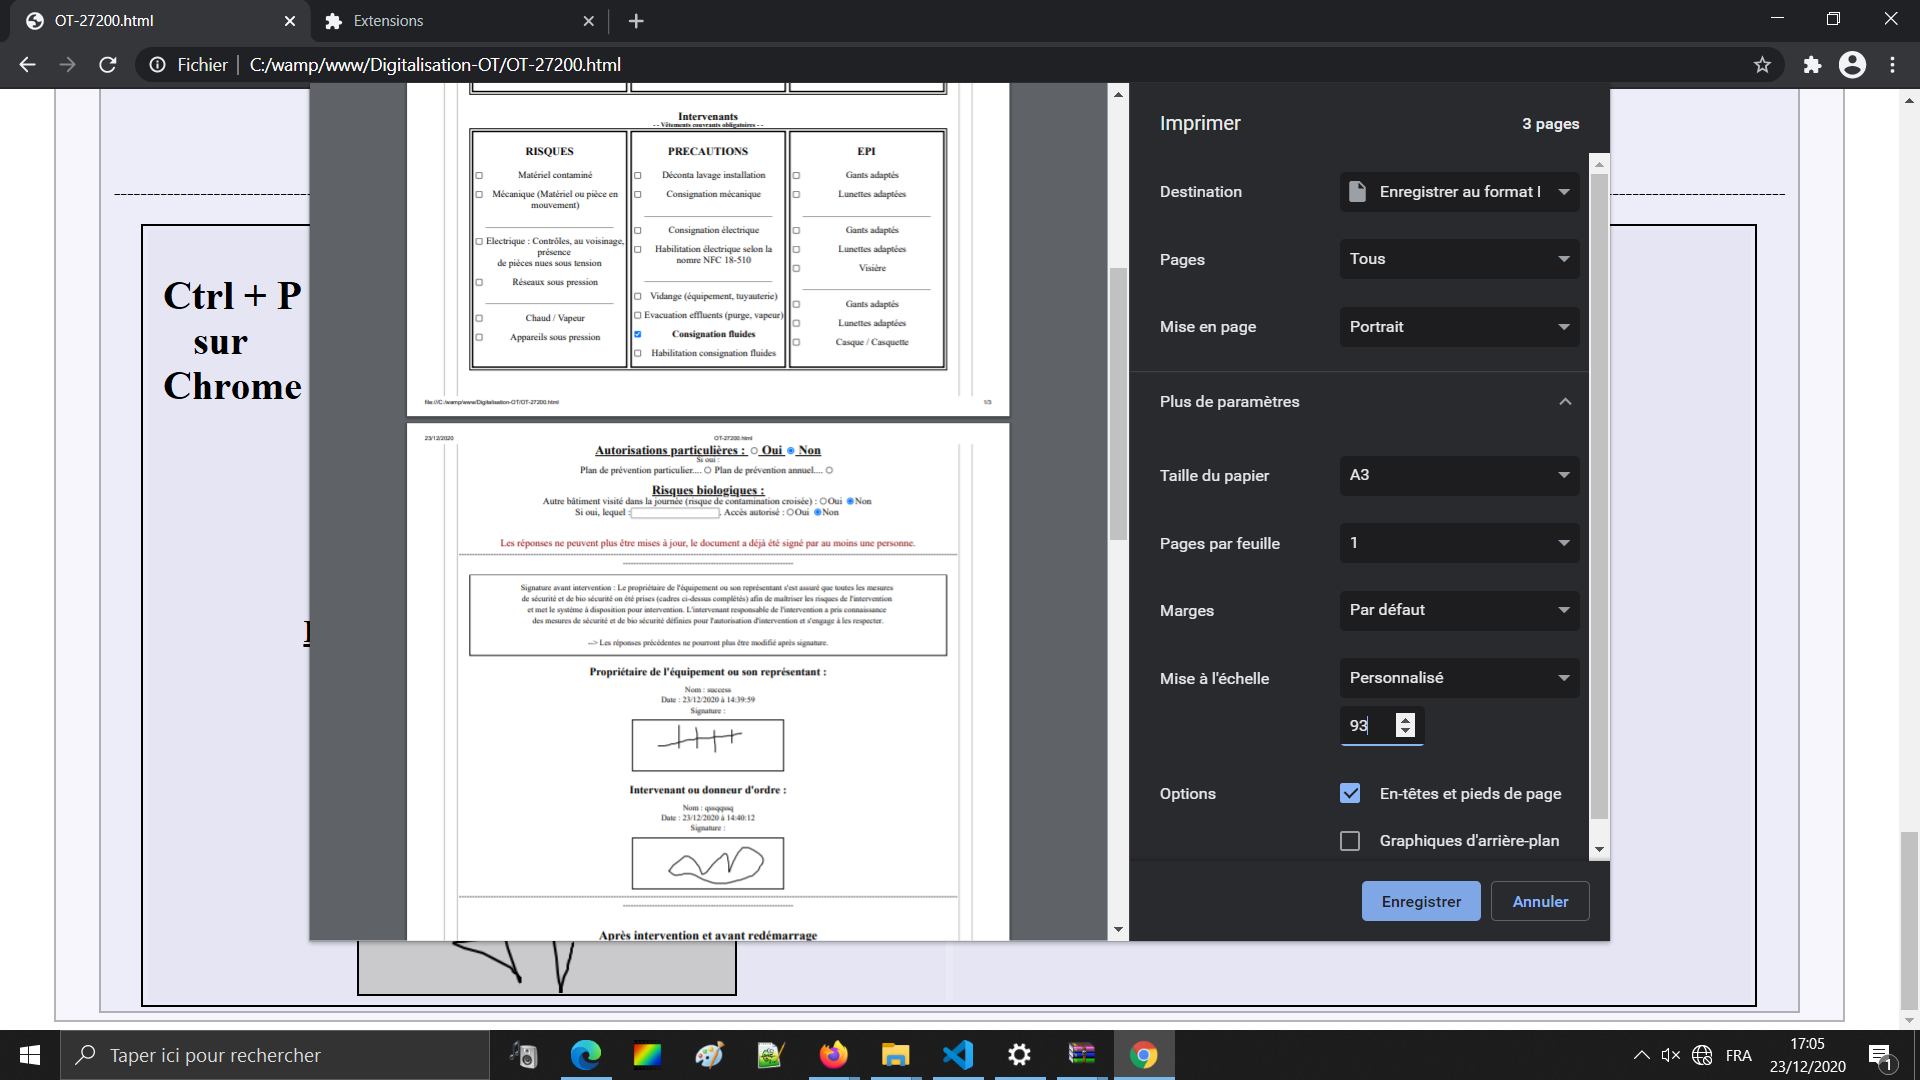 OT-27200.html
Extensions
Fichier
C:/wamp/www/Digitalisation-OT/OT-27200.html
Ctrl + P
sur
Chrome
Intervenants
- - Vêtements couvrants obligatoires - -
RISQUES
Matériel contaminé
Mécanique (Matériel ou pièce en
mouvement)
Electrique : Contrôles, au voisinage,
présence
de pièces nues sous tension
Réseaux sous pression
Chaud / Vapeur
Appareils sous pression
PRECAUTIONS
Déconta lavage installation
Consignation mécanique
Consignation électrique
Habilitation électrique selon la
nomre NFC 18-510
Vidange (équipement, tuyauterie)
Evacuation effluents (purge, vapeur)
Consignation fluides
Habilitation consignation fluides
EPI
Gants adaptés
Lunettes adaptées
Gants adaptés
Lunettes adaptées
Visière
Gants adaptés
Lunettes adaptées
Casque / Casquette
file:///C:/wamp/www/Digitalisation-OT/OT-27200.html
1/3
23/12/2020
OT-27200.html
Autorisations particulières : Oui Non
Si oui :
Plan de prévention particulier.... Plan de prévention annuel....
Risques biologiques :
Autre bâtiment visité dans la journée (risque de contamination croisée) : Oui Non
Si oui, lequel : . Accès autorisé : Oui Non
Les réponses ne peuvent plus être mises à jour, le document a déjà été signé par au moins une personne.
Signature avant intervention : Le propriétaire de l'équipement ou son représentant s'est assuré que toutes les mesures
de sécurité et de bio sécurité on été prises (cadres ci-dessus complétés) afin de maîtriser les risques de l'intervention
et met le système à disposition pour intervention. L'intervenant responsable de l'intervention a pris connaissance
des mesures de sécurité et de bio sécurité définies pour l'autorisation d'intervention et s'engage à les respecter.
--> Les réponses précédentes ne pourront plus être modifié après signature.
Propriétaire de l'équipement ou son représentant :
Nom : success
Date : 23/12/2020 à 14:39:59
Signature :
Intervenant ou donneur d'ordre :
Nom : qssqqssq
Date : 23/12/2020 à 14:40:12
Signature :
Après intervention et avant redémarrage
Imprimer
3 pages
Destination
Enregistrer au format
Pages
Tous
Mise en page
Portrait
Plus de paramètres
Taille du papier
A3
Pages par feuille
1
Marges
Par défaut
Mise à l'échelle
Personnalisé
93
Options
En-têtes et pieds de page
Graphiques d'arrière-plan
Enregistrer
Annuler
Taper ici pour rechercher
FRA
17:05
23/12/2020
1